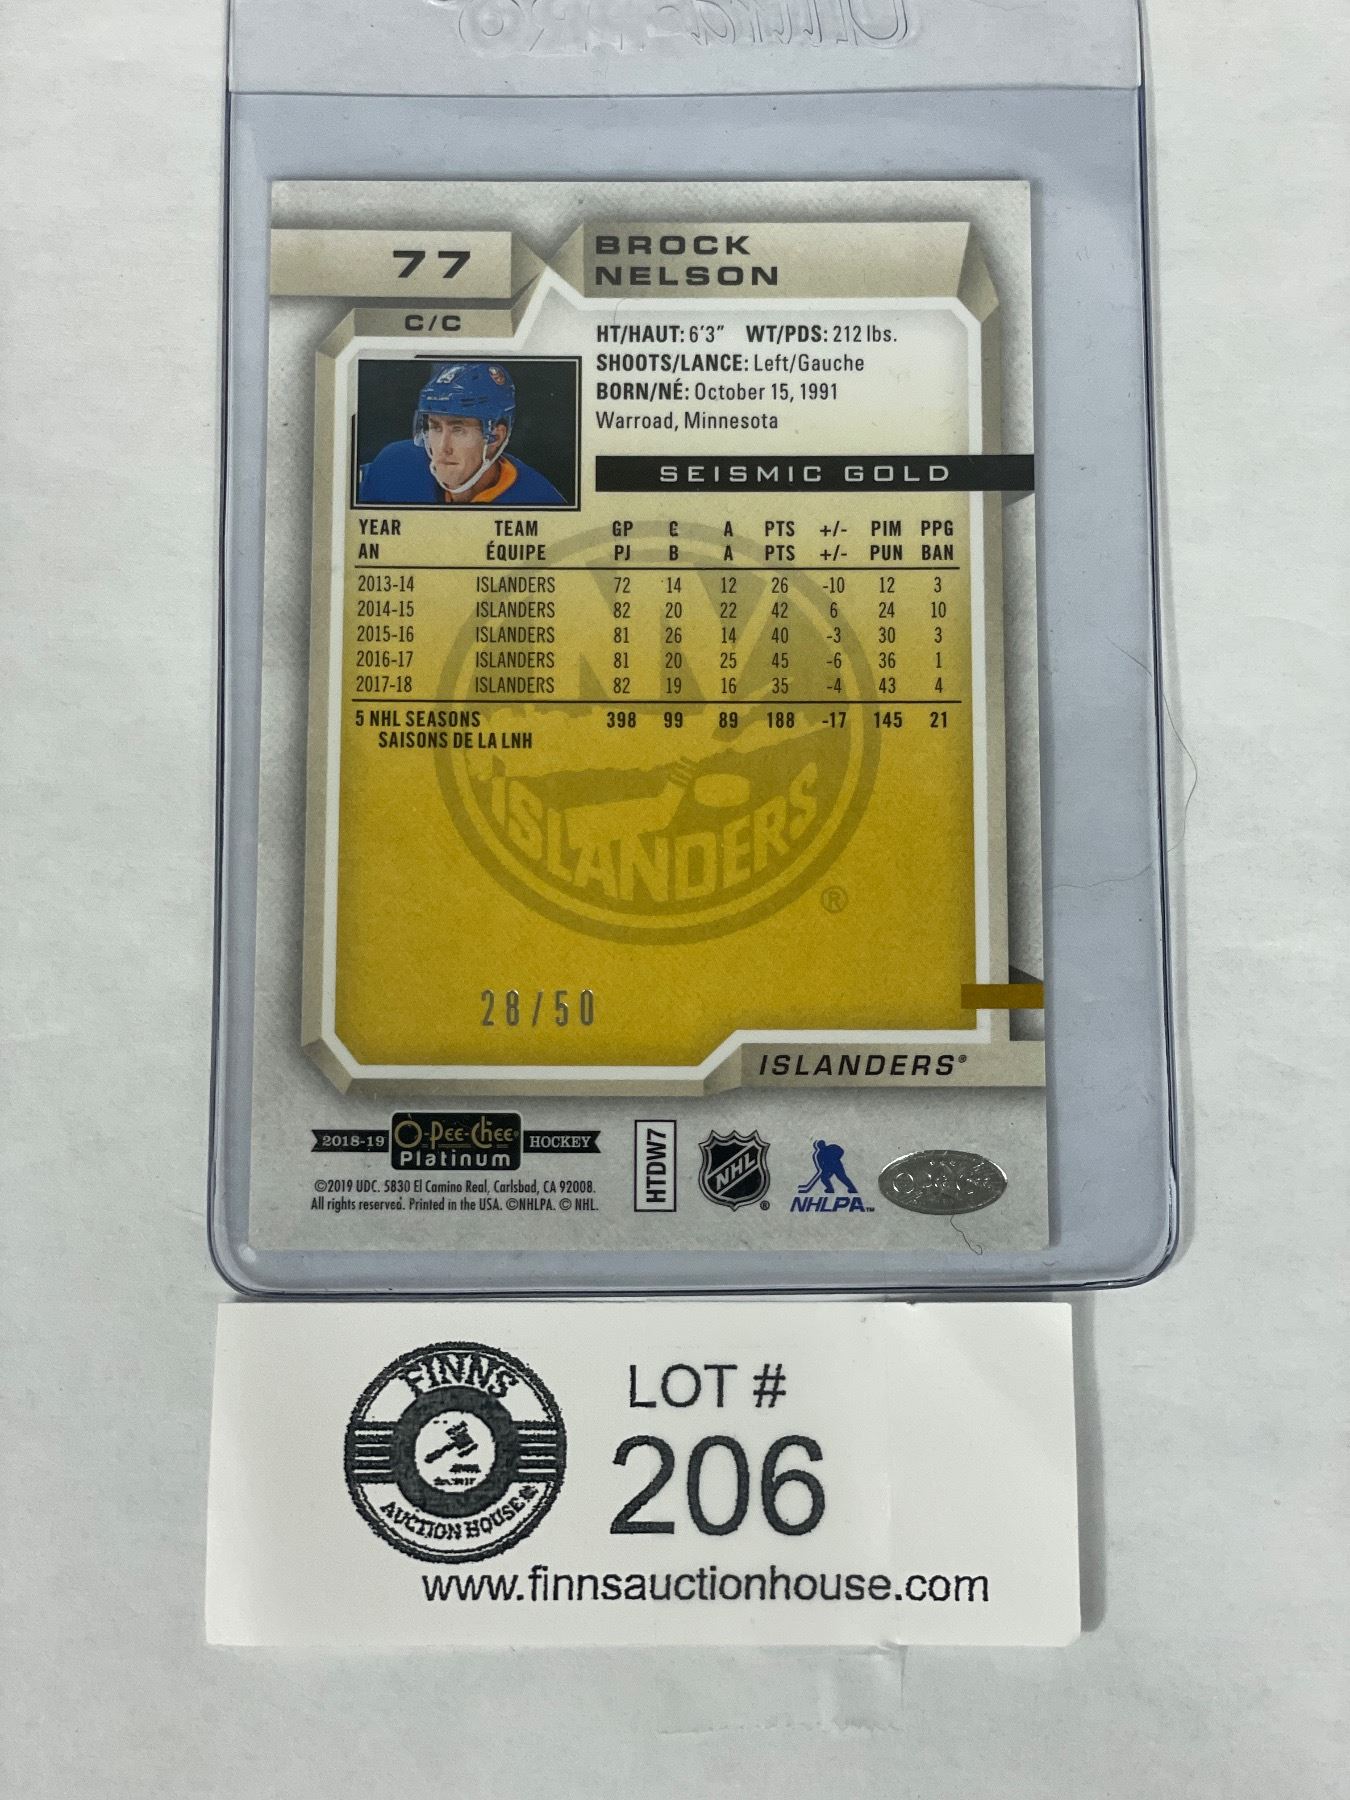 77
BROCK
NELSON
C/C
HT/HAUT: 6'3" WT/PDS: 212 lbs.
SHOOTS/LANCE: Left/Gauche
BORN/NÉ: October 15, 1991
Warroad, Minnesota
SEISMIC GOLD
YEAR TEAM GP G A PTS +/- PIM PPG
AN ÉQUIPE PJ B A PTS +/- PUN BAN
2013-14 ISLANDERS 72 14 12 26 -10 12 3
2014-15 ISLANDERS 82 20 22 42 6 24 10
2015-16 ISLANDERS 81 26 14 40 -3 30 3
2016-17 ISLANDERS 81 20 25 45 -6 36 1
2017-18 ISLANDERS 82 19 16 35 -4 43 4
5 NHL SEASONS 398 99 89 188 -17 145 21
SAISONS DE LA LNH
ISLANDERS
®
28/50
ISLANDERS®
2018-19 O-Pee-Chee® HOCKEY
Platinum
©2019 UDC. 5830 El Camino Real, Carlsbad, CA 92008.
All rights reserved. Printed in the USA. ©NHLPA. © NHL.
HTDW7
NHL
®
NHLPA™
O-Pee-Chee
FINNS
AUCTION HOUSE
LOT #
206
www.finnsauctionhouse.com